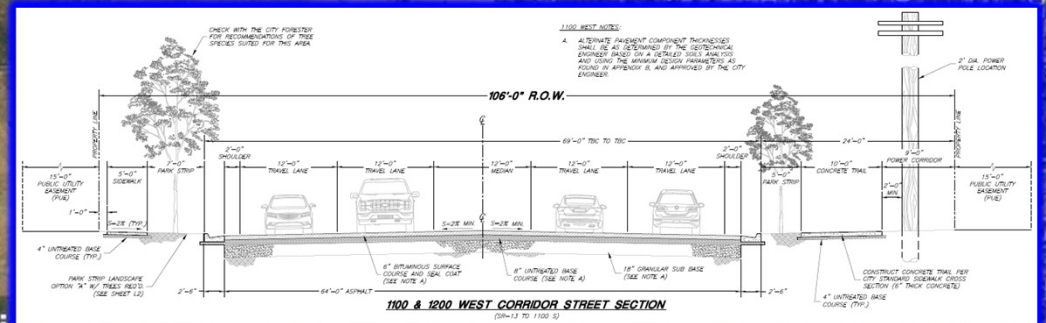 CHECK WITH THE CITY FORESTER
FOR RECOMMENDATIONS OF TREE
SPECIES SUITED FOR THIS AREA.
1100 WEST NOTES:
A. ALTERNATE PAVEMENT COMPONENT THICKNESSES
SHALL BE AS DETERMINED BY THE GEOTECHNICAL
ENGINEER BASED ON A DETAILED SOILS ANALYSIS
AND USING THE MINIMUM DESIGN PARAMETERS AS
FOUND IN APPENDIX B, AND APPROVED BY THE CITY
ENGINEER.
2' DIA. POWER
POLE LOCATION
106'-0" R.O.W.
PROPERTY LINE
PROPERTY LINE
69'-0" TBC TO TBC
24'-0"
15'-0"
PUBLIC UTILITY
EASEMENT
(PUE)
5'-0"
SIDEWALK
7'-0"
PARK STRIP
2'-0"
SHOULDER
12'-0"
TRAVEL LANE
12'-0"
TRAVEL LANE
12'-0"
MEDIAN
12'-0"
TRAVEL LANE
12'-0"
TRAVEL LANE
2'-0"
SHOULDER
5'-0"
PARK STRIP
10'-0"
CONCRETE TRAIL
9'-0"
POWER CORRIDOR
15'-0"
PUBLIC UTILITY
EASEMENT
(PUE)
1'-0"
2'-0"
MIN.
S=2% (TYP.)
S=2% MIN.
S=2% MIN.
4" UNTREATED BASE
COURSE (TYP.)
PARK STRIP LANDSCAPE
OPTION "A" W/ TREES REQ'D.
(SEE SHEET L2)
6" BITUMINOUS SURFACE
COURSE AND SEAL COAT
(SEE NOTE A)
8" UNTREATED BASE
COURSE (SEE NOTE A)
18" GRANULAR SUB BASE
(SEE NOTE A)
4" UNTREATED BASE
COURSE (TYP.)
CONSTRUCT CONCRETE TRAIL PER
CITY STANDARD SIDEWALK CROSS
SECTION (6" THICK CONCRETE)
2'-6"
64'-0" ASPHALT
2'-6"
1100 & 1200 WEST CORRIDOR STREET SECTION
(SR-13 TO 1100 S)